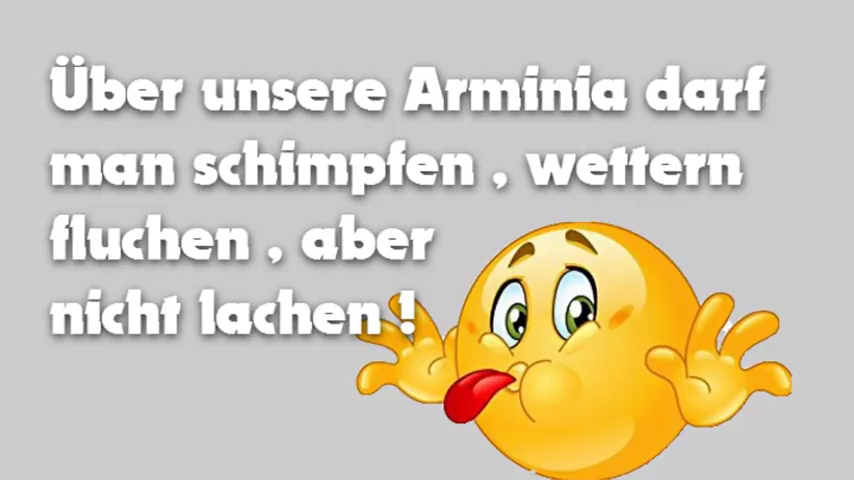 Über unsere Arminia darf
man schimpfen , wettern
fluchen , aber
nicht lachen !